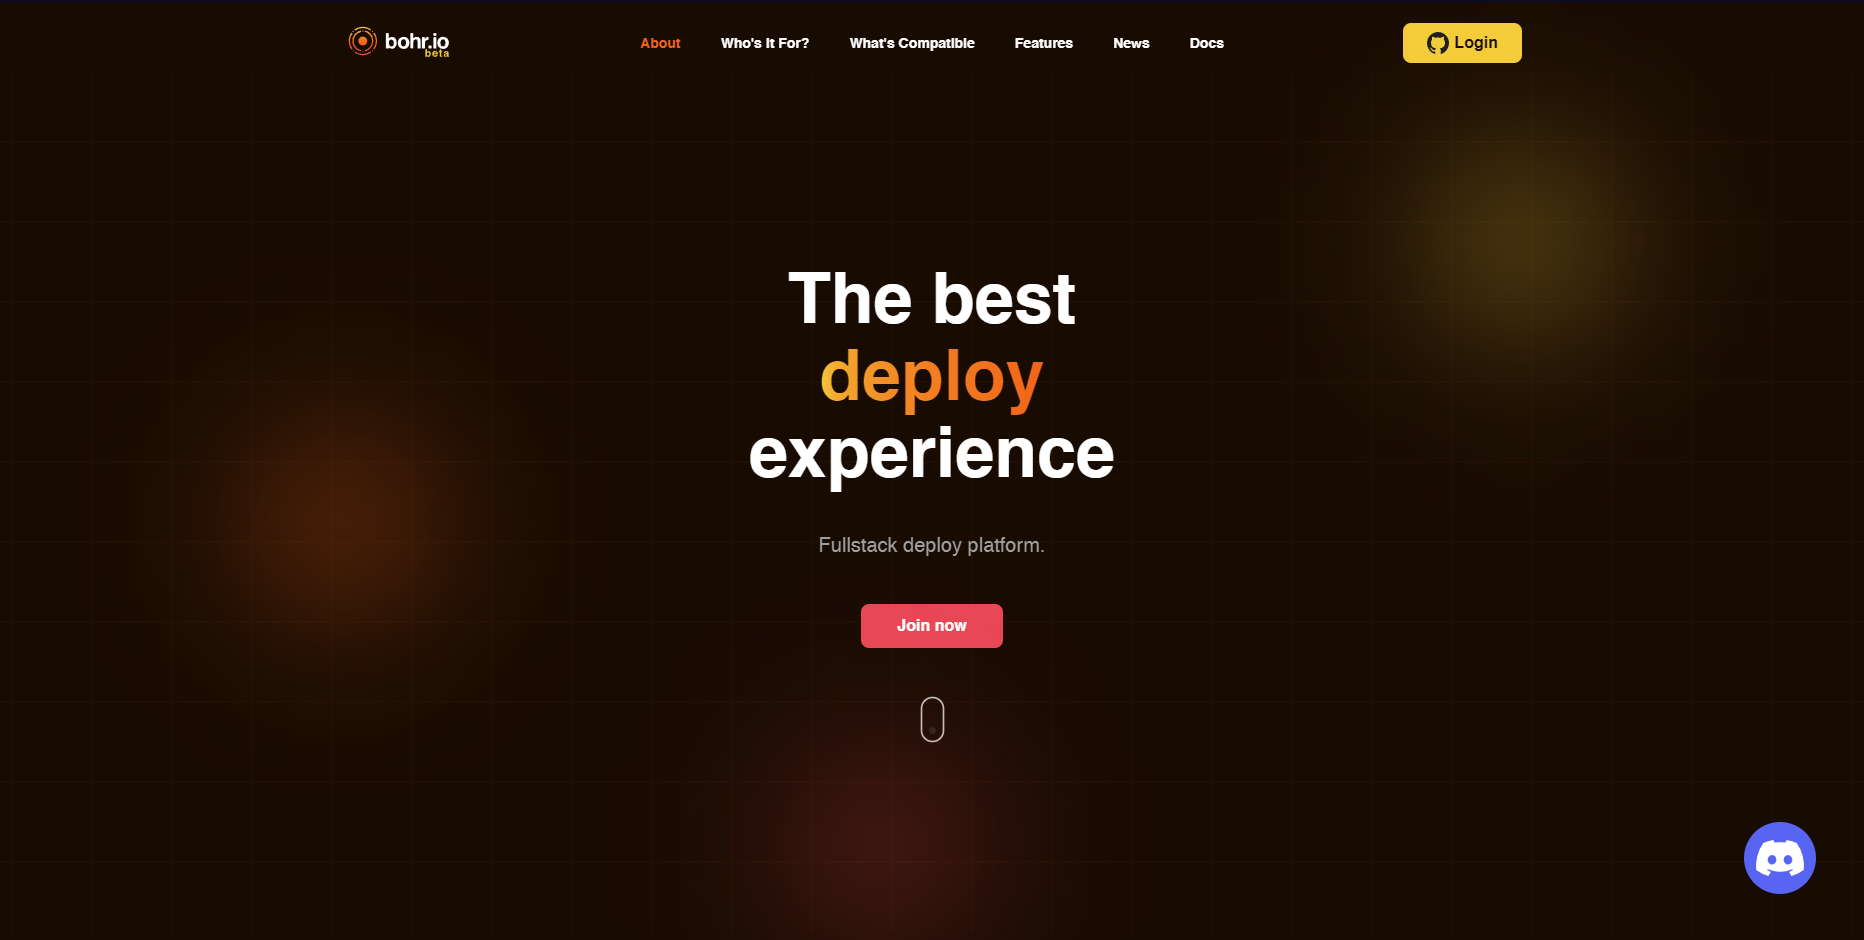 bohr.io
beta
About
Who's It For?
What's Compatible
Features
News
Docs
Login
The best
deploy
experience
Fullstack deploy platform.
Join now